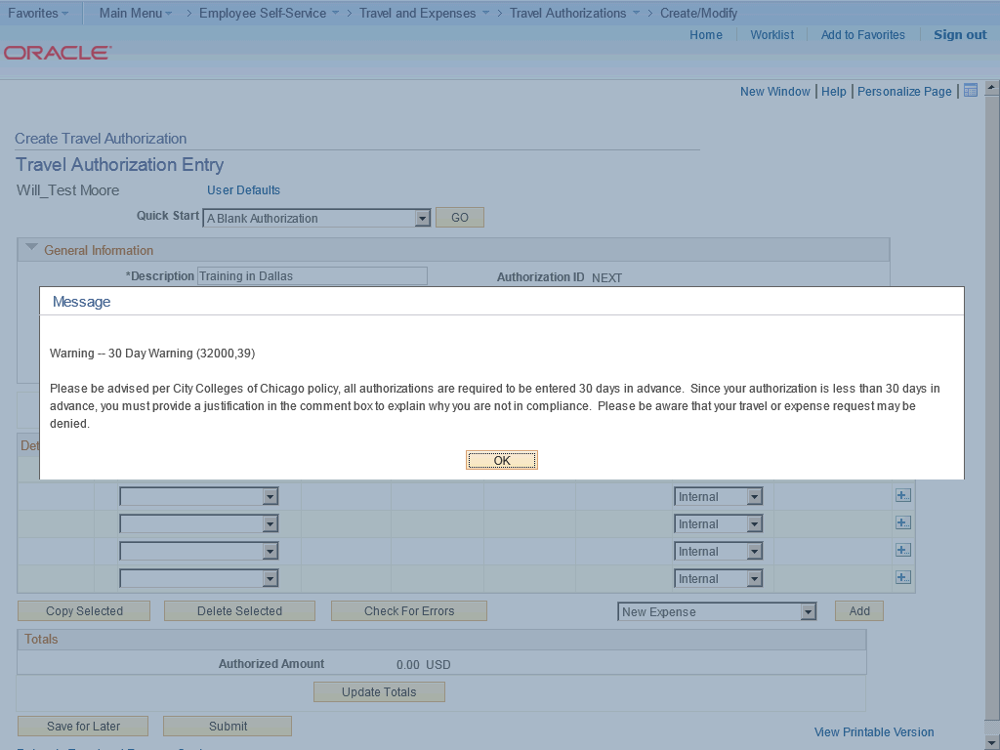 Favorites Main Menu > Employee Self-Service > Travel and Expenses > Travel Authorizations > Create/Modify
Home Worklist Add to Favorites Sign out
ORACLE
New Window | Help | Personalize Page |
Create Travel Authorization
Travel Authorization Entry
Will_Test Moore User Defaults
Quick Start A Blank Authorization GO
General Information
*Description Training in Dallas Authorization ID NEXT
Message
Warning -- 30 Day Warning (32000,39)
Please be advised per City Colleges of Chicago policy, all authorizations are required to be entered 30 days in advance.  Since your authorization is less than 30 days in
advance, you must provide a justification in the comment box to explain why you are not in compliance.  Please be aware that your travel or expense request may be
denied.
Det
OK
Internal
Internal
Internal
Internal
Copy Selected Delete Selected Check For Errors New Expense Add
Totals
Authorized Amount 0.00 USD
Update Totals
Save for Later Submit
View Printable Version